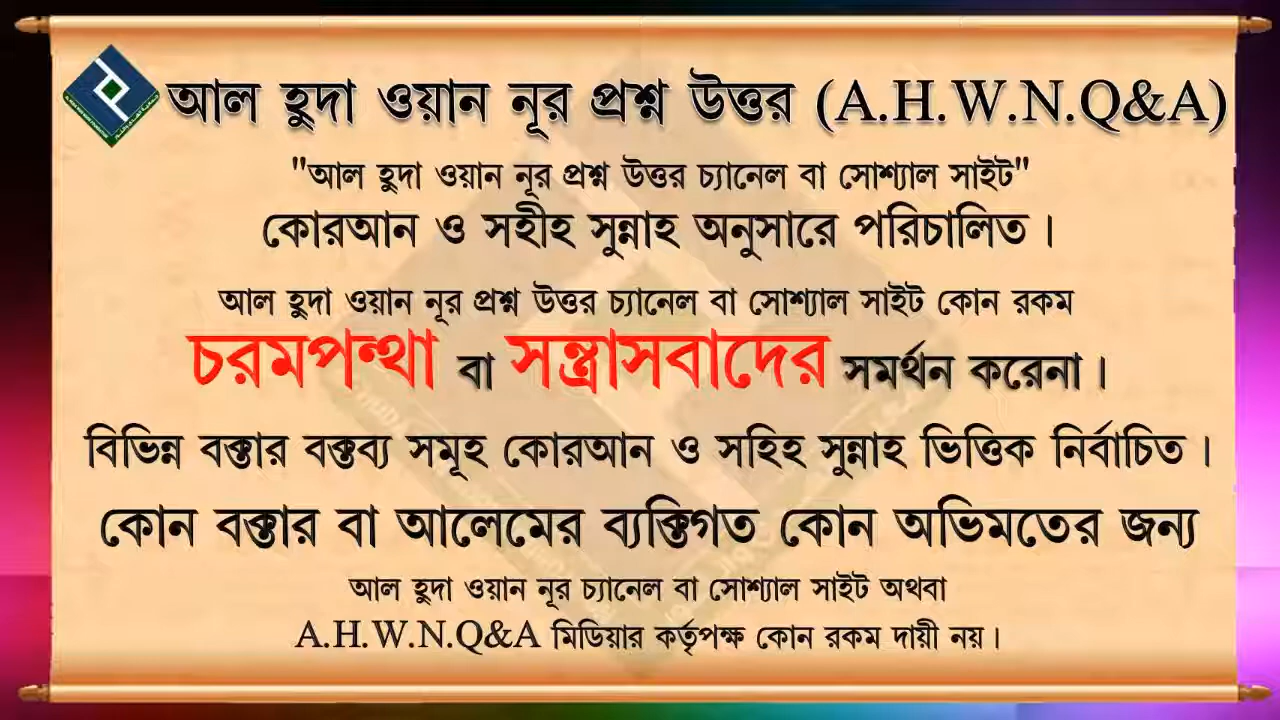 আল হুদা ওয়ান নূর প্রশ্ন উত্তর (A.H.W.N.Q&A)
"আল হুদা ওয়ান নূর প্রশ্ন উত্তর চ্যানেল বা সোশ্যাল সাইট"
কোরআন ও সহীহ সুন্নাহ অনুসারে পরিচালিত।
আল হুদা ওয়ান নূর প্রশ্ন উত্তর চ্যানেল বা সোশ্যাল সাইট কোন রকম
চরমপন্থা বা সন্ত্রাসবাদের সমর্থন করেনা।
বিভিন্ন বক্তার বক্তব্য সমূহ কোরআন ও সহিহ সুন্নাহ ভিত্তিক নির্বাচিত।
কোন বক্তার বা আলেমের ব্যক্তিগত কোন অভিমতের জন্য
আল হুদা ওয়ান নূর চ্যানেল বা সোশ্যাল সাইট অথবা
A.H.W.N.Q&A মিডিয়ার কর্তৃপক্ষ কোন রকম দায়ী নয়।